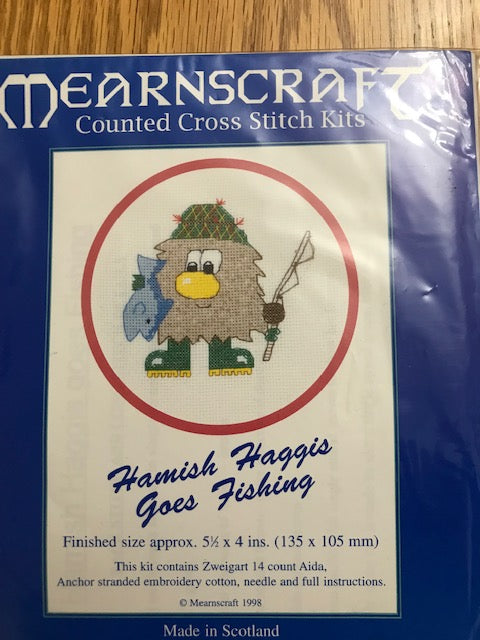 MEARNSCRAFT
Counted Cross Stitch Kits
Hamish Haggis
Goes Fishing
Finished size approx. 5½ x 4 ins. (135 x 105 mm)
This kit contains Zweigart 14 count Aida,
Anchor stranded embroidery cotton, needle and full instructions.
© Mearnscraft 1998
Made in Scotland